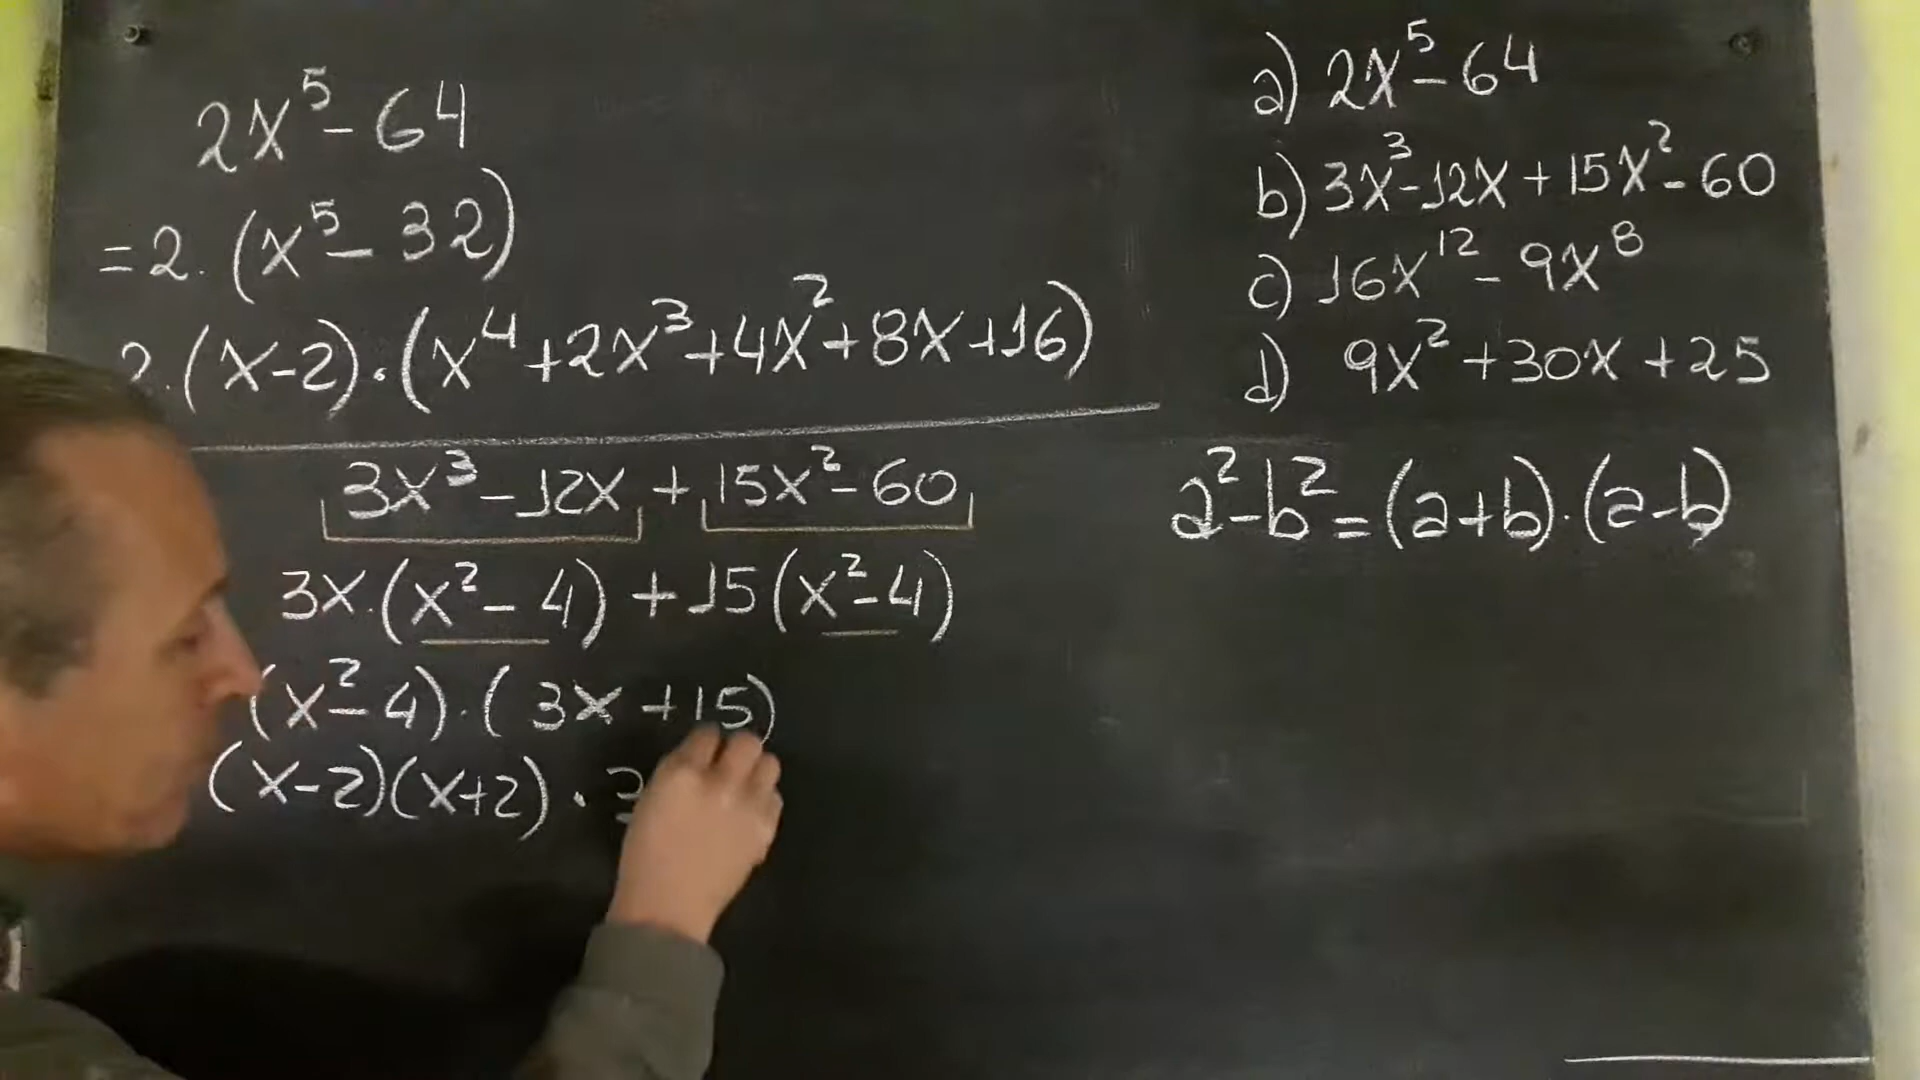 2x⁵-64
=2.(x⁵-32)
2.(x-2).(x⁴+2x³+4x²+8x+16)
3x³-12x+15x²-60
3x.(x²-4)+15(x²-4)
(x²-4).(3x+15)
(x-2)(x+2).3
a) 2x⁵-64
b) 3x³-12x+15x²-60
c) 16x¹²-9x⁸
d) 9x²+30x+25
a²-b²=(a+b).(a-b)